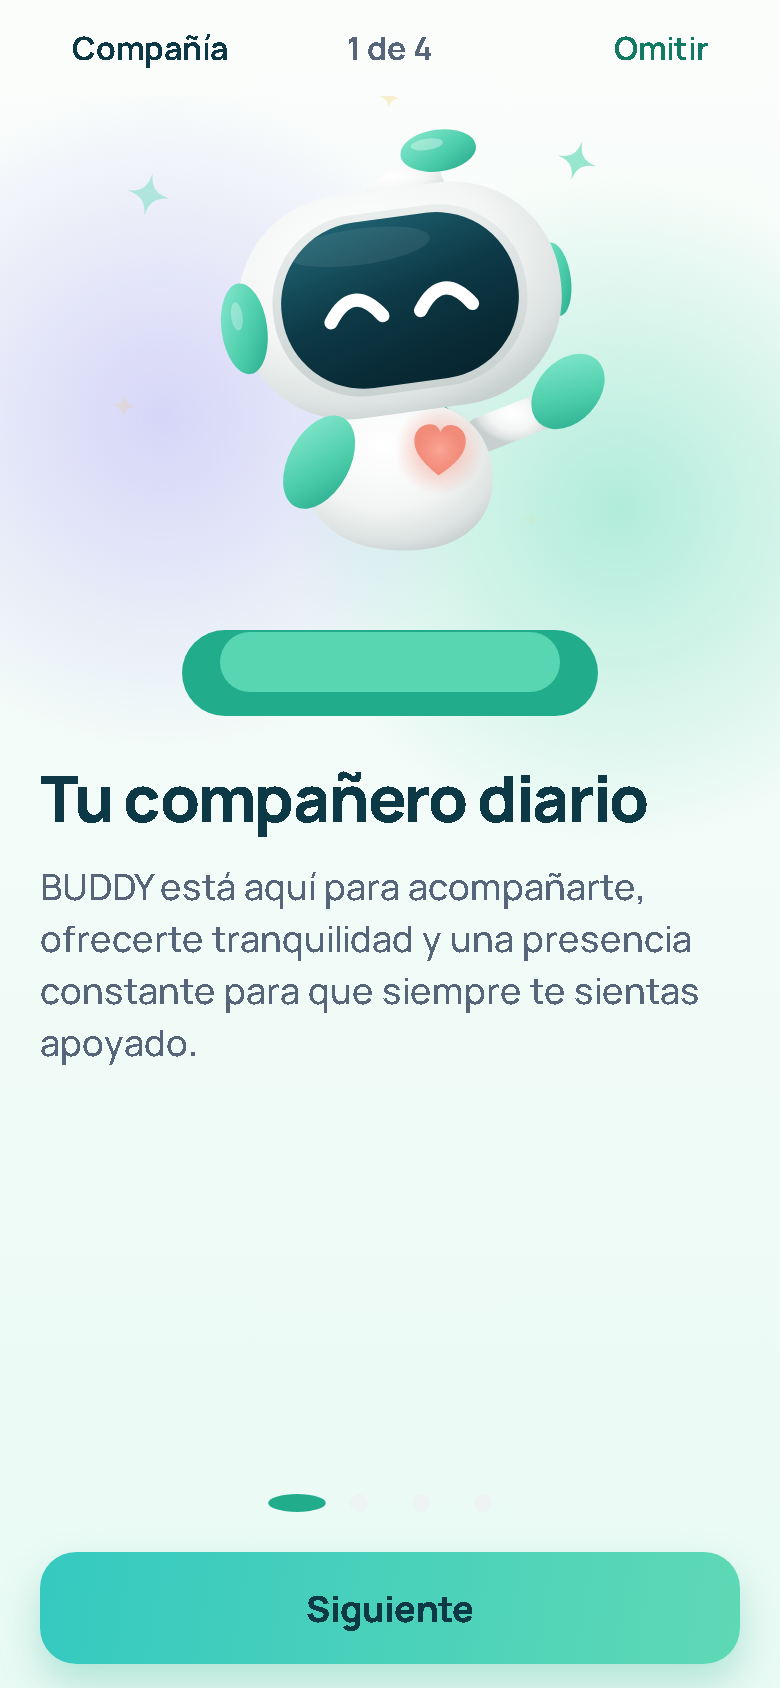 Compañía
1 de 4
Omitir
Tu compañero diario
BUDDY está aquí para acompañarte,
ofrecerte tranquilidad y una presencia
constante para que siempre te sientas
apoyado.
Siguiente